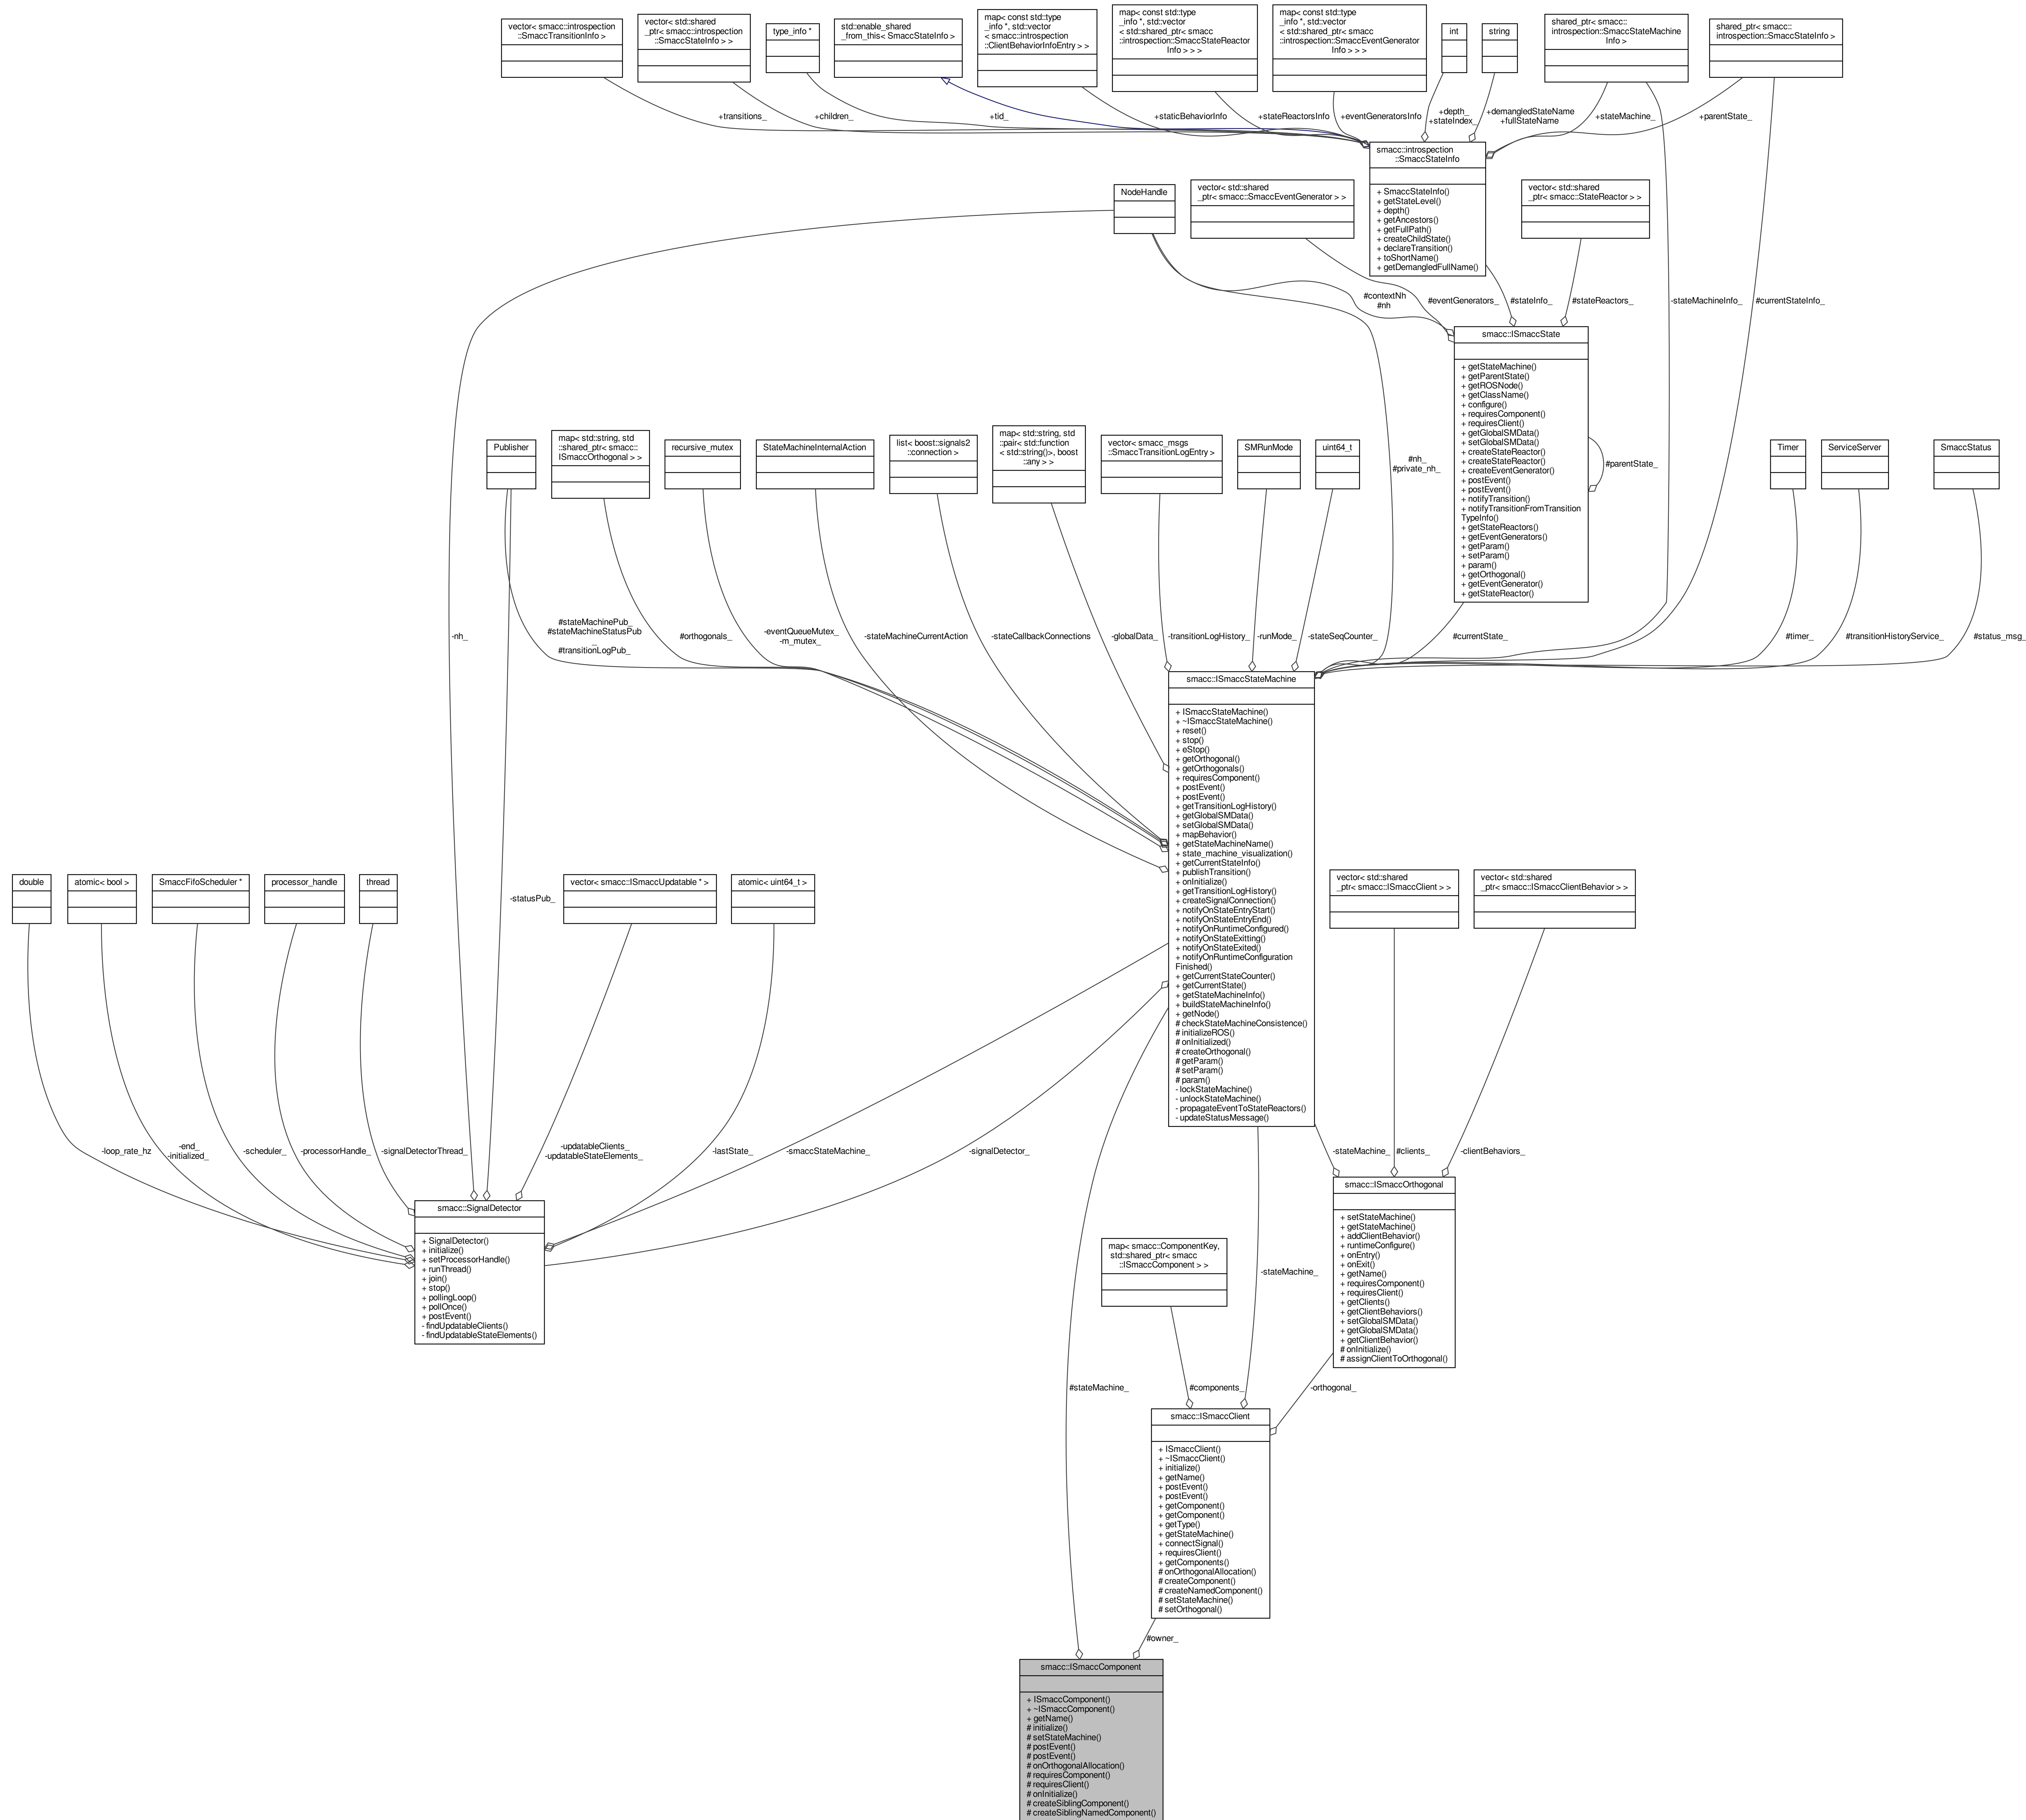 vector< smacc::introspection
::SmaccTransitionInfo >
vector< std::shared
_ptr< smacc::introspection
::SmaccStateInfo > >
type_info *
std::enable_shared
_from_this< SmaccStateInfo >
map< const std::type
_info *, std::vector
< smacc::introspection
::ClientBehaviorInfoEntry > >
map< const std::type
_info *, std::vector
< std::shared_ptr< smacc
::introspection::SmaccStateReactor
Info > > >
map< const std::type
_info *, std::vector
< std::shared_ptr< smacc
::introspection::SmaccEventGenerator
Info > > >
int
string
shared_ptr< smacc::
introspection::SmaccStateMachine
Info >
shared_ptr< smacc::
introspection::SmaccStateInfo >
+transitions_
+children_
+tid_
+staticBehaviorInfo
+stateReactorsInfo
+eventGeneratorsInfo
+depth_
+stateIndex_
+demangledStateName
+fullStateName
+stateMachine_
+parentState_
smacc::introspection
::SmaccStateInfo
+ SmaccStateInfo()
+ getStateLevel()
+ depth()
+ getAncestors()
+ getFullPath()
+ createChildState()
+ declareTransition()
+ toShortName()
+ getDemangledFullName()
NodeHandle
vector< std::shared
_ptr< smacc::SmaccEventGenerator > >
vector< std::shared
_ptr< smacc::StateReactor > >
#contextNh
#nh
#eventGenerators_
#stateInfo_
#stateReactors_
-stateMachineInfo_
#currentStateInfo_
smacc::ISmaccState
+ getStateMachine()
+ getParentState()
+ getROSNode()
+ getClassName()
+ configure()
+ requiresComponent()
+ requiresClient()
+ getGlobalSMData()
+ setGlobalSMData()
+ createStateReactor()
+ createStateReactor()
+ createEventGenerator()
+ postEvent()
+ postEvent()
+ notifyTransition()
+ notifyTransitionFromTransition
TypeInfo()
+ getStateReactors()
+ getEventGenerators()
+ getParam()
+ setParam()
+ param()
+ getOrthogonal()
+ getEventGenerator()
+ getStateReactor()
#parentState_
Publisher
map< std::string, std
::shared_ptr< smacc::
ISmaccOrthogonal > >
recursive_mutex
StateMachineInternalAction
list< boost::signals2
::connection >
map< std::string, std
::pair< std::function
< std::string()>, boost
::any > >
vector< smacc_msgs
::SmaccTransitionLogEntry >
SMRunMode
uint64_t
#nh_
#private_nh_
Timer
ServiceServer
SmaccStatus
-nh_
#stateMachinePub_
#stateMachineStatusPub
_
#transitionLogPub_
#orthogonals_
-eventQueueMutex_
-m_mutex_
-stateMachineCurrentAction
-stateCallbackConnections
-globalData_
-transitionLogHistory_
-runMode_
-stateSeqCounter_
#currentState_
#timer_
#transitionHistoryService_
#status_msg_
smacc::ISmaccStateMachine
+ ISmaccStateMachine()
+ ~ISmaccStateMachine()
+ reset()
+ stop()
+ eStop()
+ getOrthogonal()
+ getOrthogonals()
+ requiresComponent()
+ postEvent()
+ postEvent()
+ getTransitionLogHistory()
+ getGlobalSMData()
+ setGlobalSMData()
+ mapBehavior()
+ getStateMachineName()
+ state_machine_visualization()
+ getCurrentStateInfo()
+ publishTransition()
+ onInitialize()
+ getTransitionLogHistory()
+ createSignalConnection()
+ notifyOnStateEntryStart()
+ notifyOnStateEntryEnd()
+ notifyOnRuntimeConfigured()
+ notifyOnStateExitting()
+ notifyOnStateExited()
+ notifyOnRuntimeConfiguration
Finished()
+ getCurrentStateCounter()
+ getCurrentState()
+ getStateMachineInfo()
+ buildStateMachineInfo()
+ getNode()
# checkStateMachineConsistence()
# initializeROS()
# onInitialized()
# createOrthogonal()
# getParam()
# setParam()
# param()
- lockStateMachine()
- unlockStateMachine()
- propagateEventToStateReactors()
- updateStatusMessage()
double
atomic< bool >
SmaccFifoScheduler *
processor_handle
thread
-statusPub_
vector< smacc::ISmaccUpdatable * >
atomic< uint64_t >
vector< std::shared
_ptr< smacc::ISmaccClient > >
vector< std::shared
_ptr< smacc::ISmaccClientBehavior > >
-loop_rate_hz
-end_
-initialized_
-scheduler_
-processorHandle_
-signalDetectorThread_
-updatableClients_
-updatableStateElements_
-lastState_
-smaccStateMachine_
-signalDetector_
-stateMachine_
#clients_
-clientBehaviors_
smacc::SignalDetector
+ SignalDetector()
+ initialize()
+ setProcessorHandle()
+ runThread()
+ join()
+ stop()
+ pollingLoop()
+ pollOnce()
+ postEvent()
- findUpdatableClients()
- findUpdatableStateElements()
smacc::ISmaccOrthogonal
+ setStateMachine()
+ getStateMachine()
+ addClientBehavior()
+ runtimeConfigure()
+ onEntry()
+ onExit()
+ getName()
+ requiresComponent()
+ requiresClient()
+ getClients()
+ getClientBehaviors()
+ setGlobalSMData()
+ getGlobalSMData()
+ getClientBehavior()
# onInitialize()
# assignClientToOrthogonal()
map< smacc::ComponentKey,
std::shared_ptr< smacc
::ISmaccComponent > >
-stateMachine_
#stateMachine_
#components_
-orthogonal_
smacc::ISmaccClient
+ ISmaccClient()
+ ~ISmaccClient()
+ initialize()
+ getName()
+ postEvent()
+ postEvent()
+ getComponent()
+ getComponent()
+ getType()
+ getStateMachine()
+ connectSignal()
+ requiresClient()
+ getComponents()
# onOrthogonalAllocation()
# createComponent()
# createNamedComponent()
# setStateMachine()
# setOrthogonal()
#owner_
smacc::ISmaccComponent
+ ISmaccComponent()
+ ~ISmaccComponent()
+ getName()
# initialize()
# setStateMachine()
# postEvent()
# postEvent()
# onOrthogonalAllocation()
# requiresComponent()
# requiresClient()
# onInitialize()
# createSiblingComponent()
# createSiblingNamedComponent()